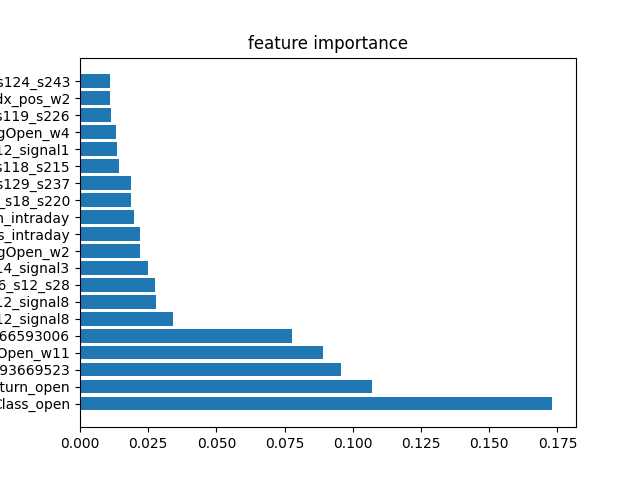 feature importance
s124_s243
dx_pos_w2
s119_s226
gOpen_w4
12_signal1
s118_s215
s129_s237
_s18_s220
n_intraday
s_intraday
gOpen_w2
14_signal3
6_s12_s28
12_signal8
12_signal8
66593006
Open_w11
93669523
turn_open
Class_open
0.000 0.025 0.050 0.075 0.100 0.125 0.150 0.175